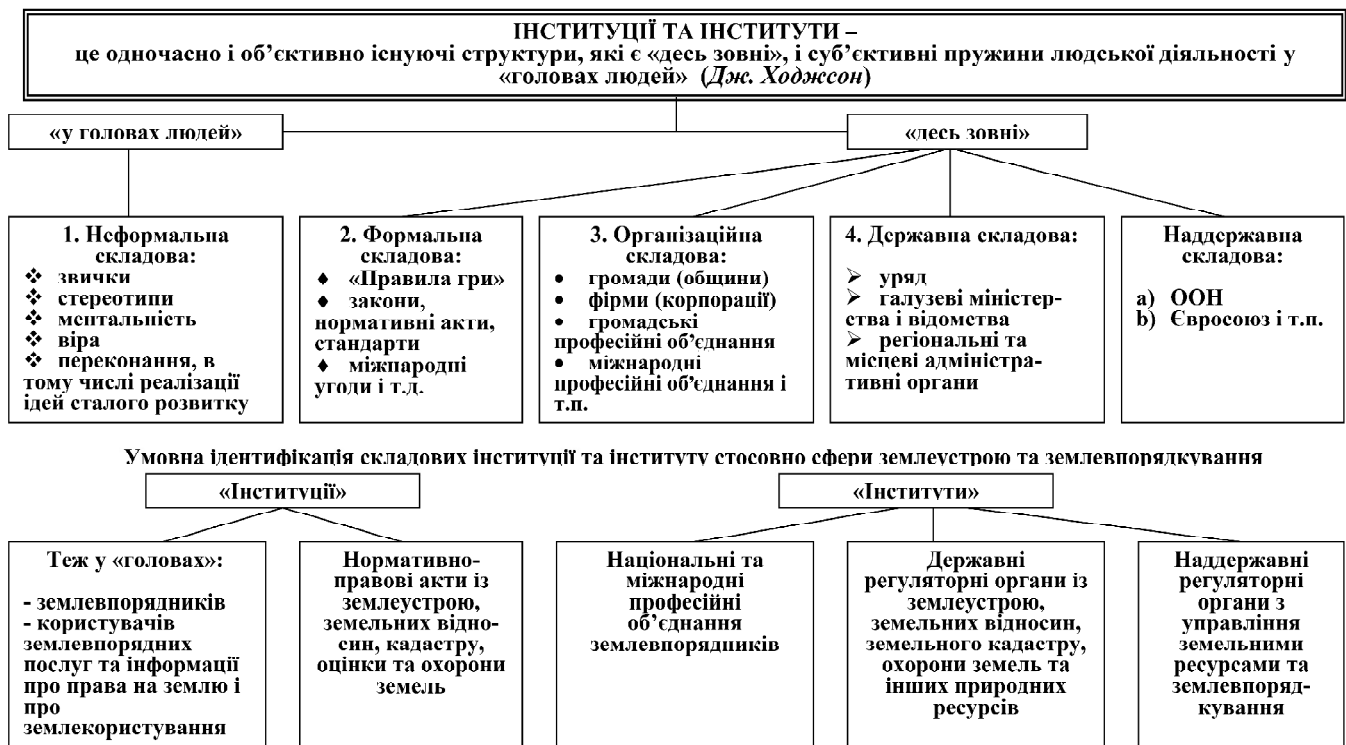 ІНСТИТУЦІЇ ТА ІНСТИТУТИ –
це одночасно і об’єктивно існуючі структури, які є «десь зовні», і суб’єктивні пружини людської діяльності у
«головах людей» (Дж. Ходжсон)
«у головах людей»
«десь зовні»
1. Неформальна
складова:
❖ звички
❖ стереотипи
❖ ментальність
❖ віра
❖ переконання, в
тому числі реалізації
ідей сталого розвитку
2. Формальна
складова:
♦ «Правила гри»
♦ закони,
нормативні акти,
стандарти
♦ міжнародні
угоди і т.д.
3. Організаційна
складова:
• громади (общини)
• фірми (корпорації)
• громадські
професійні об’єднання
• міжнародні
професійні об’єднання і
т.п.
4. Державна складова:
➢ уряд
➢ галузеві міністер-
ства і відомства
➢ регіональні та
місцеві адміністра-
тивні органи
Наддержавна
складова:
a) ООН
b) Євросоюз і т.п.
Умовна ідентифікація складових інституції та інституту стосовно сфери землеустрою та землевпорядкування
«Інституції»
«Інститути»
Теж у «головах»:
- землевпорядників
- користувачів
землевпорядних
послуг та інформації
про права на землю і
про
землекористування
Нормативно-
правові акти із
землеустрою,
земельних відно-
син, кадастру,
оцінки та охорони
земель
Національні та
міжнародні
професійні
об’єднання
землевпорядників
Державні
регуляторні органи із
землеустрою,
земельних відносин,
земельного кадастру,
охорони земель та
інших природних
ресурсів
Наддержавні
регуляторні
органи з
управління
земельними
ресурсами та
землевпоряд-
кування